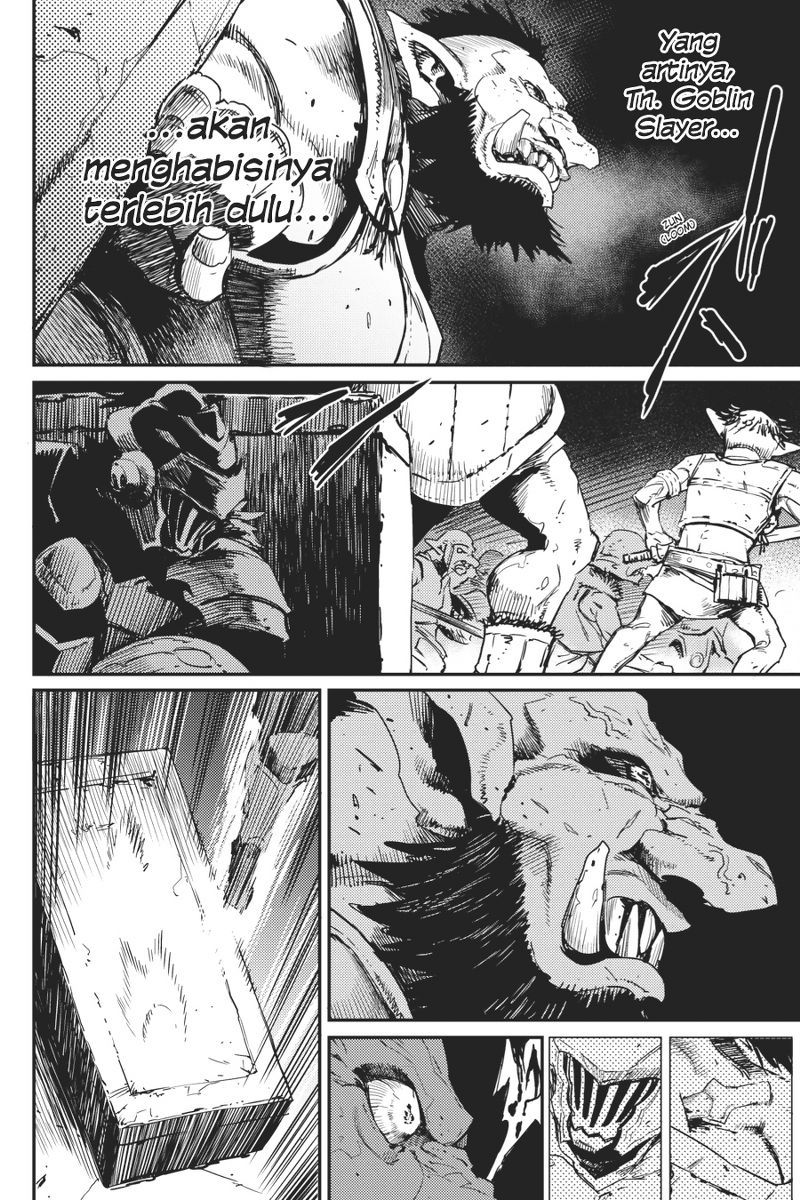 Yang
artinya,
Tn. Goblin
Slayer...
ZUN
(LOOM)
...akan
menghabisinya
terlebih dulu...